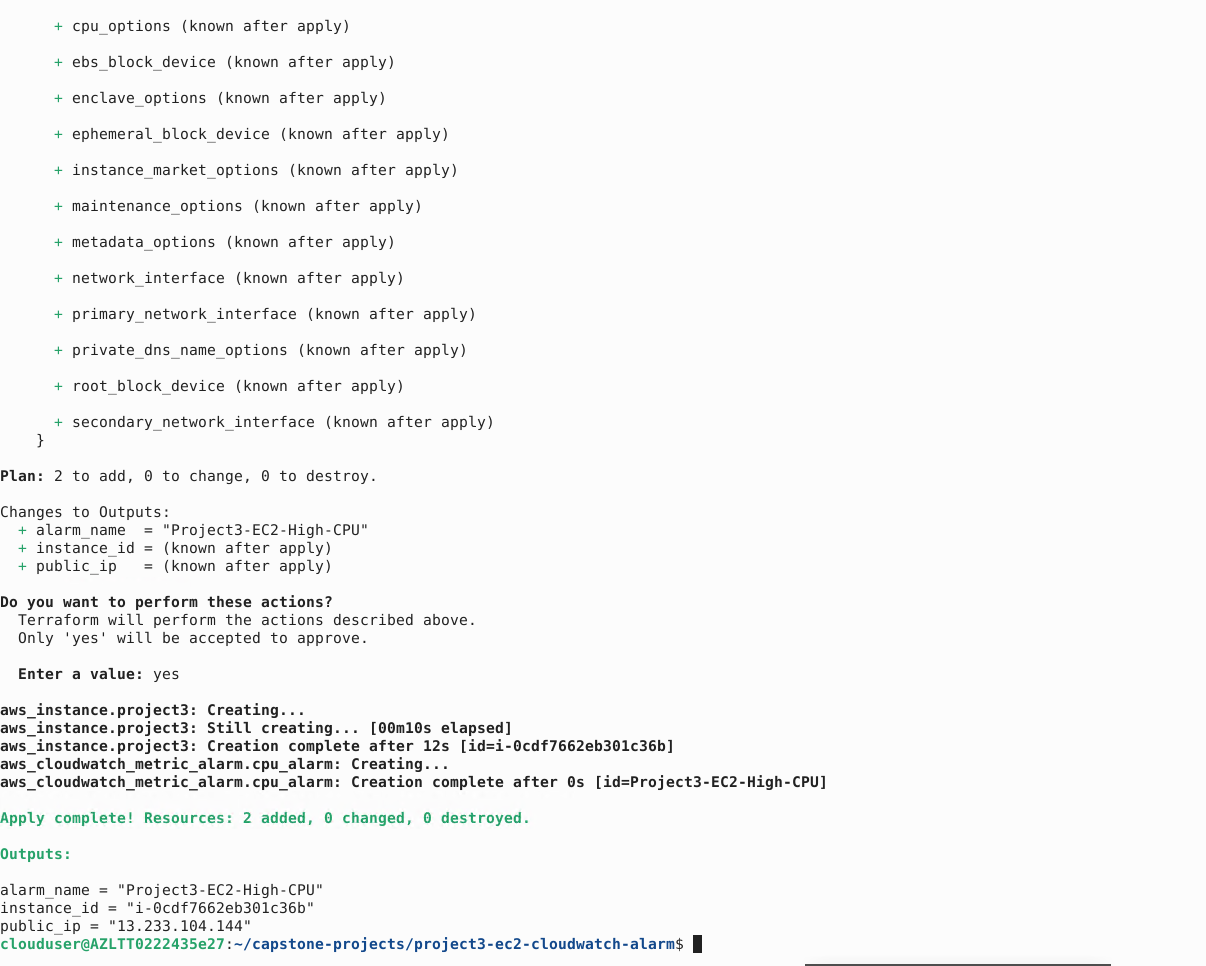 + cpu_options (known after apply)
+ ebs_block_device (known after apply)
+ enclave_options (known after apply)
+ ephemeral_block_device (known after apply)
+ instance_market_options (known after apply)
+ maintenance_options (known after apply)
+ metadata_options (known after apply)
+ network_interface (known after apply)
+ primary_network_interface (known after apply)
+ private_dns_name_options (known after apply)
+ root_block_device (known after apply)
+ secondary_network_interface (known after apply)
}
Plan: 2 to add, 0 to change, 0 to destroy.
Changes to Outputs:
+ alarm_name  = "Project3-EC2-High-CPU"
+ instance_id = (known after apply)
+ public_ip   = (known after apply)
Do you want to perform these actions?
Terraform will perform the actions described above.
Only 'yes' will be accepted to approve.
Enter a value: yes
aws_instance.project3: Creating...
aws_instance.project3: Still creating... [00m10s elapsed]
aws_instance.project3: Creation complete after 12s [id=i-0cdf7662eb301c36b]
aws_cloudwatch_metric_alarm.cpu_alarm: Creating...
aws_cloudwatch_metric_alarm.cpu_alarm: Creation complete after 0s [id=Project3-EC2-High-CPU]
Apply complete! Resources: 2 added, 0 changed, 0 destroyed.
Outputs:
alarm_name = "Project3-EC2-High-CPU"
instance_id = "i-0cdf7662eb301c36b"
public_ip = "13.233.104.144"
clouduser@AZLTT0222435e27:~/capstone-projects/project3-ec2-cloudwatch-alarm$